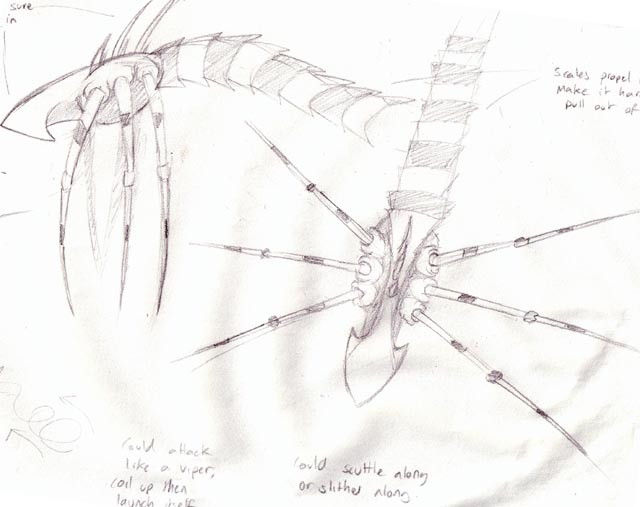 sure
in
Scales propel
Make it har
pull out of
Could attack
like a viper,
coil up then
launch itself
Could scuttle along
or slither along.